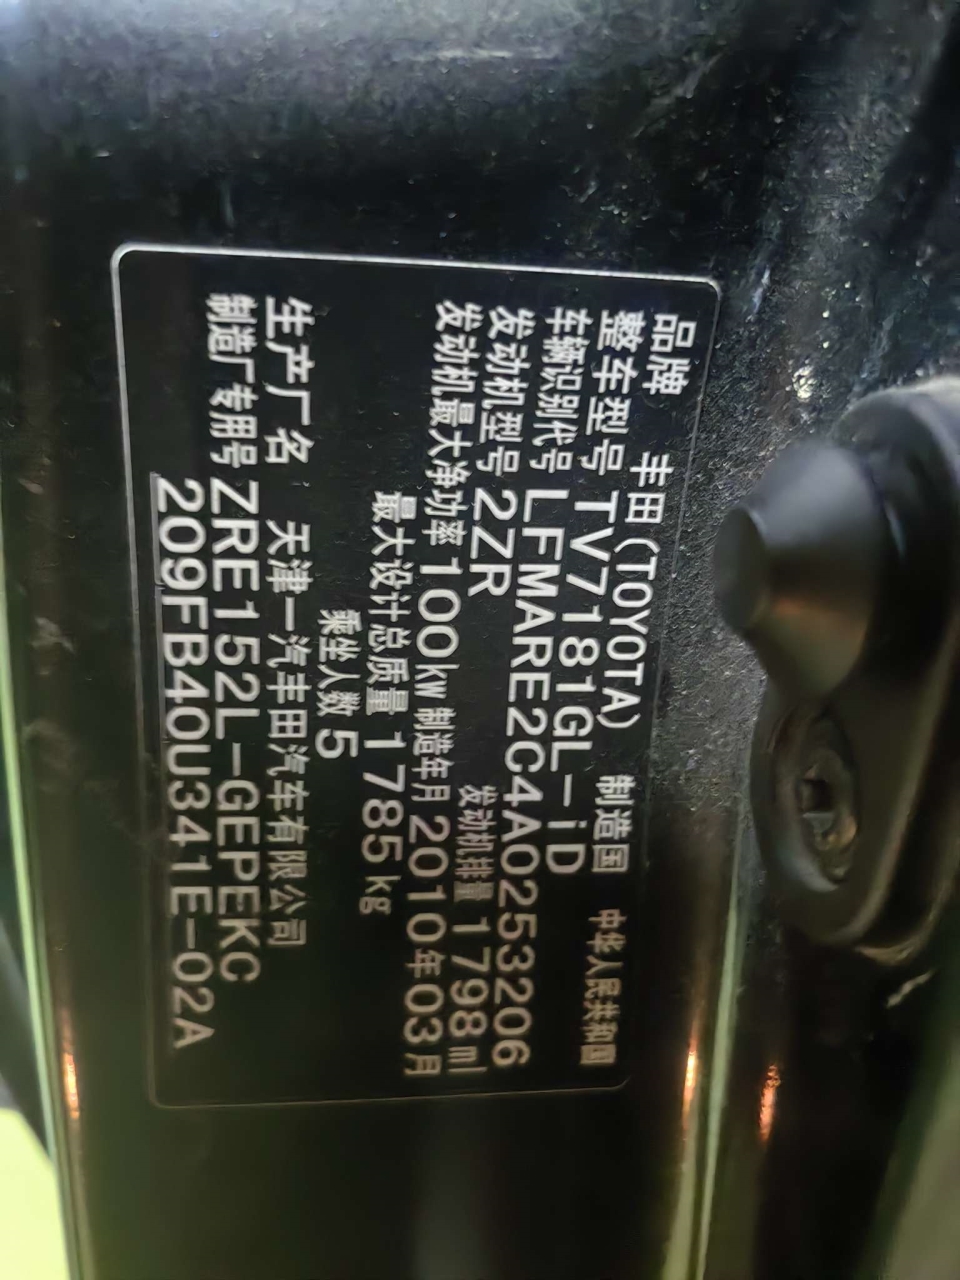 品牌 丰田(TOYOTA) 制造国 中华人民共和国
整车型号 TV7181GL-iD
车辆识别代号 LFMARE2C4A0253206
发动机型号 2ZR 发动机排量 1798ml
发动机最大净功率 100kW 制造年月 2010年03月
最大设计总质量 1785kg
乘坐人数 5
生产厂名 天津一汽丰田汽车有限公司
制造厂专用号 ZRE152L-GEPEKC
209FB40U341E-02A